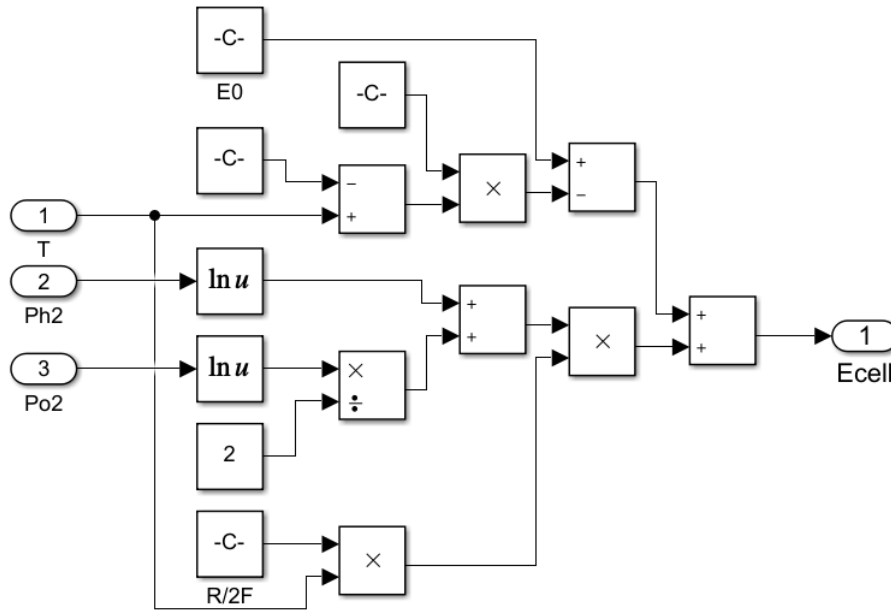 -C-
E0
-C-
-C-
−
+
×
+
−
1
T
2
Ph2
ln u
+
+
3
Po2
ln u
×
÷
×
+
+
1
Ecell
2
-C-
R/2F
×